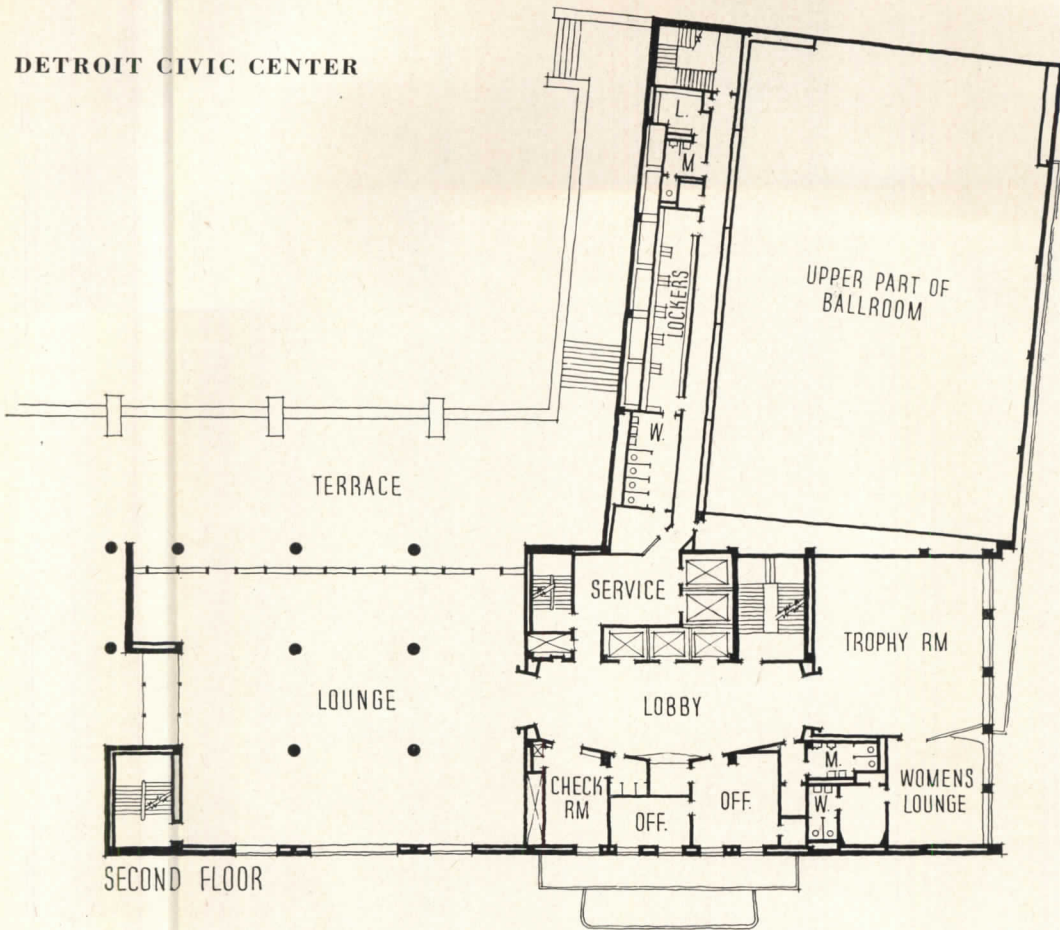 DETROIT CIVIC CENTER
L.
M.
LOCKERS
UPPER PART OF
BALLROOM
W.
TERRACE
SERVICE
TROPHY RM
LOUNGE
LOBBY
CHECK
RM
OFF.
OFF.
M.
W.
WOMENS
LOUNGE
SECOND FLOOR